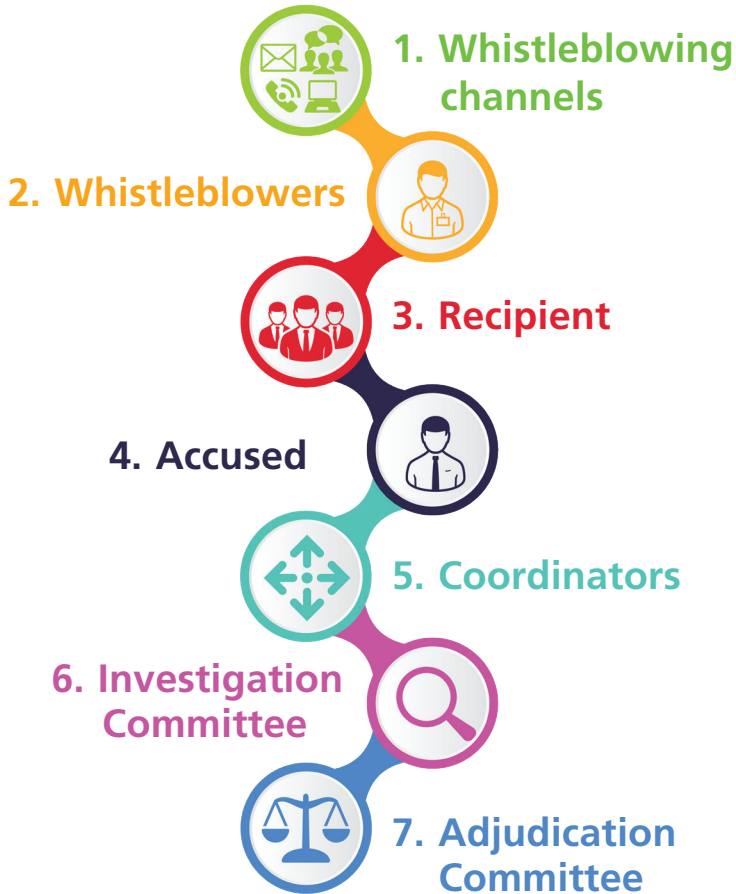 1. Whistleblowing
channels
2. Whistleblowers
3. Recipient
4. Accused
5. Coordinators
6. Investigation
Committee
7. Adjudication
Committee